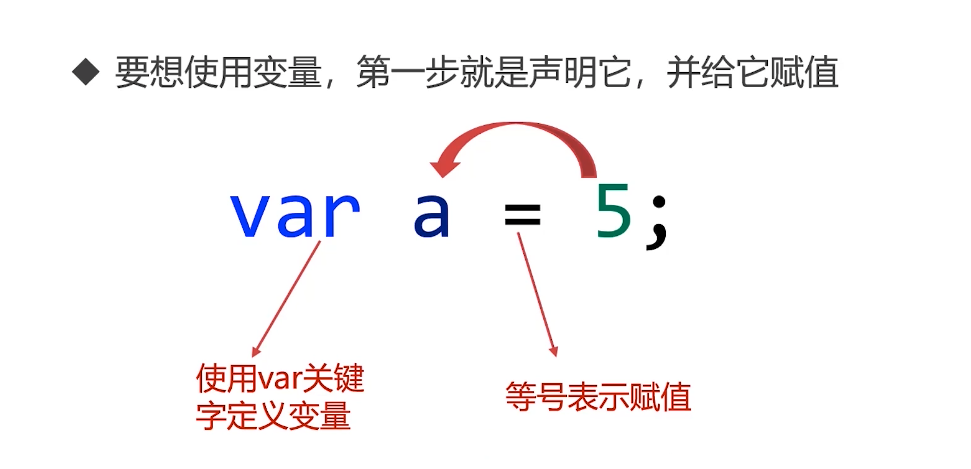 ◆ 要想使用变量，第一步就是声明它，并给它赋值
var a = 5;
使用var关键
字定义变量
等号表示赋值